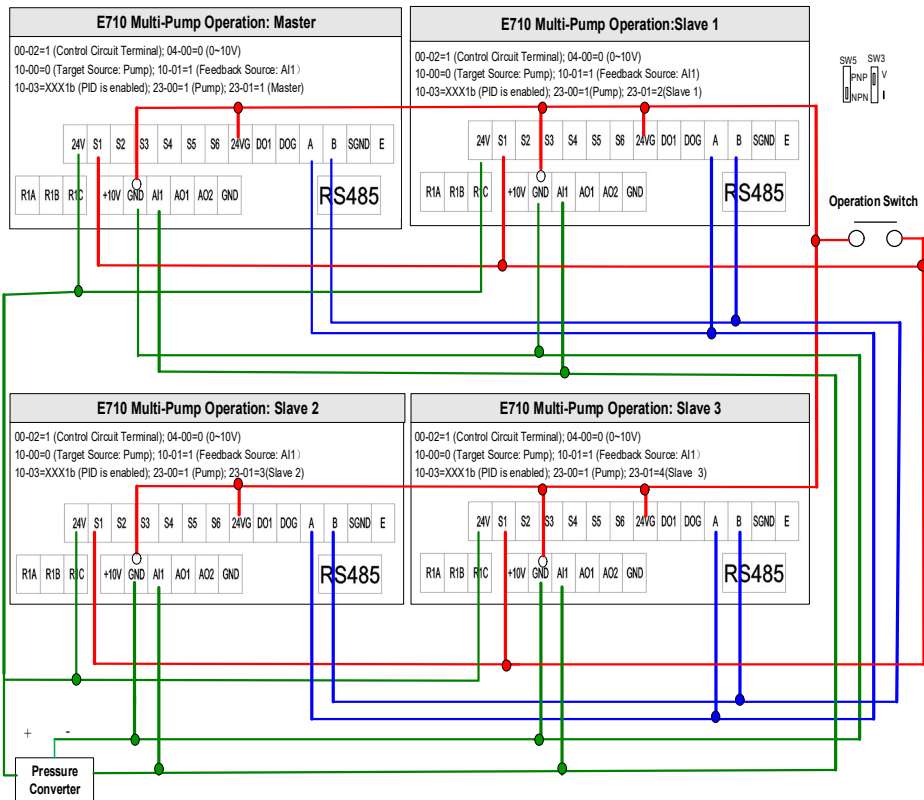 E710 Multi-Pump Operation: Master
00-02=1 (Control Circuit Terminal); 04-00=0 (0~10V)
10-00=0 (Target Source: Pump); 10-01=1 (Feedback Source: AI1)
10-03=XXX1b (PID is enabled); 23-00=1 (Pump); 23-01=1 (Master)
24V S1 S2 S3 S4 S5 S6 24VG DO1 DOG A B SGND E
R1A R1B R1C +10V GND AI1 AO1 AO2 GND RS485
E710 Multi-Pump Operation:Slave 1
00-02=1 (Control Circuit Terminal); 04-00=0 (0~10V)
10-00=0 (Target Source: Pump); 10-01=1 (Feedback Source: AI1)
10-03=XXX1b (PID is enabled); 23-00=1(Pump); 23-01=2(Slave 1)
24V S1 S2 S3 S4 S5 S6 24VG DO1 DOG A B SGND E
R1A R1B R1C +10V GND AI1 AO1 AO2 GND RS485
SW5 SW3
PNP V
NPN I
Operation Switch
E710 Multi-Pump Operation: Slave 2
00-02=1 (Control Circuit Terminal); 04-00=0 (0~10V)
10-00=0 (Target Source: Pump); 10-01=1 (Feedback Source: AI1)
10-03=XXX1b (PID is enabled); 23-00=1 (Pump); 23-01=3(Slave 2)
24V S1 S2 S3 S4 S5 S6 24VG DO1 DOG A B SGND E
R1A R1B R1C +10V GND AI1 AO1 AO2 GND RS485
E710 Multi-Pump Operation: Slave 3
00-02=1 (Control Circuit Terminal); 04-00=0 (0~10V)
10-00=0 (Target Source: Pump); 10-01=1 (Feedback Source: AI1)
10-03=XXX1b (PID is enabled); 23-00=1 (Pump); 23-01=4(Slave 3)
24V S1 S2 S3 S4 S5 S6 24VG DO1 DOG A B SGND E
R1A R1B R1C +10V GND AI1 AO1 AO2 GND RS485
+ -
Pressure
Converter